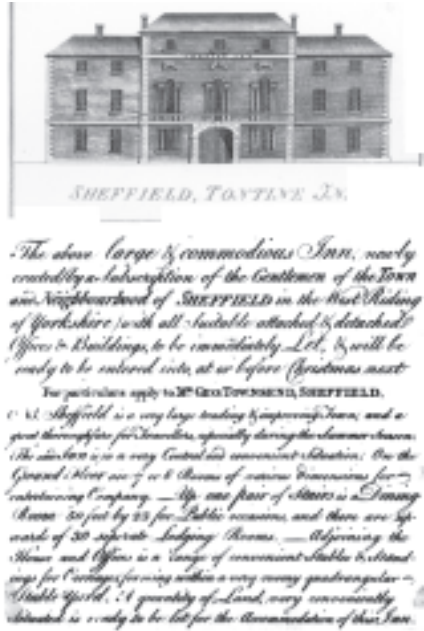 SHEFFIELD, TONTINE IN.
The above large & commodious Inn, newly
erected by a Subscription of the Gentlemen of the Town
and Neighbourhood of SHEFFIELD in the West Riding
of Yorkshire, with all Suitable attached & detached
Offices & Buildings, to be immediately Let, & will be
ready to be entered into, at or before Christmas next
For particulars apply to Mr. GEO. TOWNSEND, SHEFFIELD.
Sheffield is a very large trading & improving Town, and a
great thoroughfare for Travellers, especially during the Summer Season.
The Inn is in a very Central and convenient Situation; On the
Ground Floor are 7 or 8 Rooms of various Dimensions for
entertaining Company. — Up one pair of Stairs is a Dining
Room 50 feet by 25 for Public occasions, and there are up-
wards of 30 separate Lodging Rooms. — Adjoining the
House and Offices is a range of convenient Stables & Stand-
ings for Carriages, forming within a very roomy quadrangular
Stable Yard. A quantity of Land, very conveniently
Situated is ready to be let for the Accommodation of this Inn.